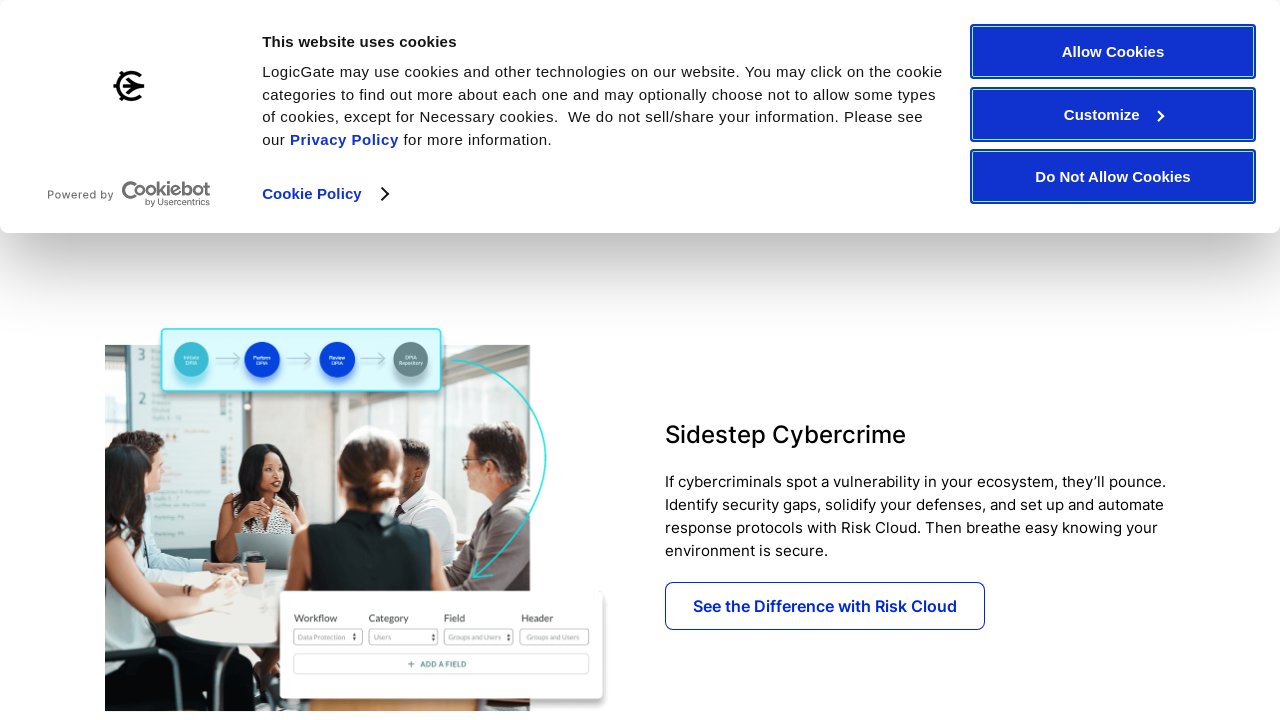 This website uses cookies
LogicGate may use cookies and other technologies on our website. You may click on the cookie
categories to find out more about each one and may optionally choose not to allow some types
of cookies, except for Necessary cookies.  We do not sell/share your information. Please see
our Privacy Policy for more information.
Cookie Policy
Powered by Cookiebot
by Usercentrics
Allow Cookies
Customize
Do Not Allow Cookies
Initiate
DPIA
Perform
DPIA
Review
DPIA
DPIA
Repository
Workflow Category Field Header
Data Protection Users Groups and Users Groups and Users
+ ADD A FIELD
Sidestep Cybercrime
If cybercriminals spot a vulnerability in your ecosystem, they’ll pounce.
Identify security gaps, solidify your defenses, and set up and automate
response protocols with Risk Cloud. Then breathe easy knowing your
environment is secure.
See the Difference with Risk Cloud